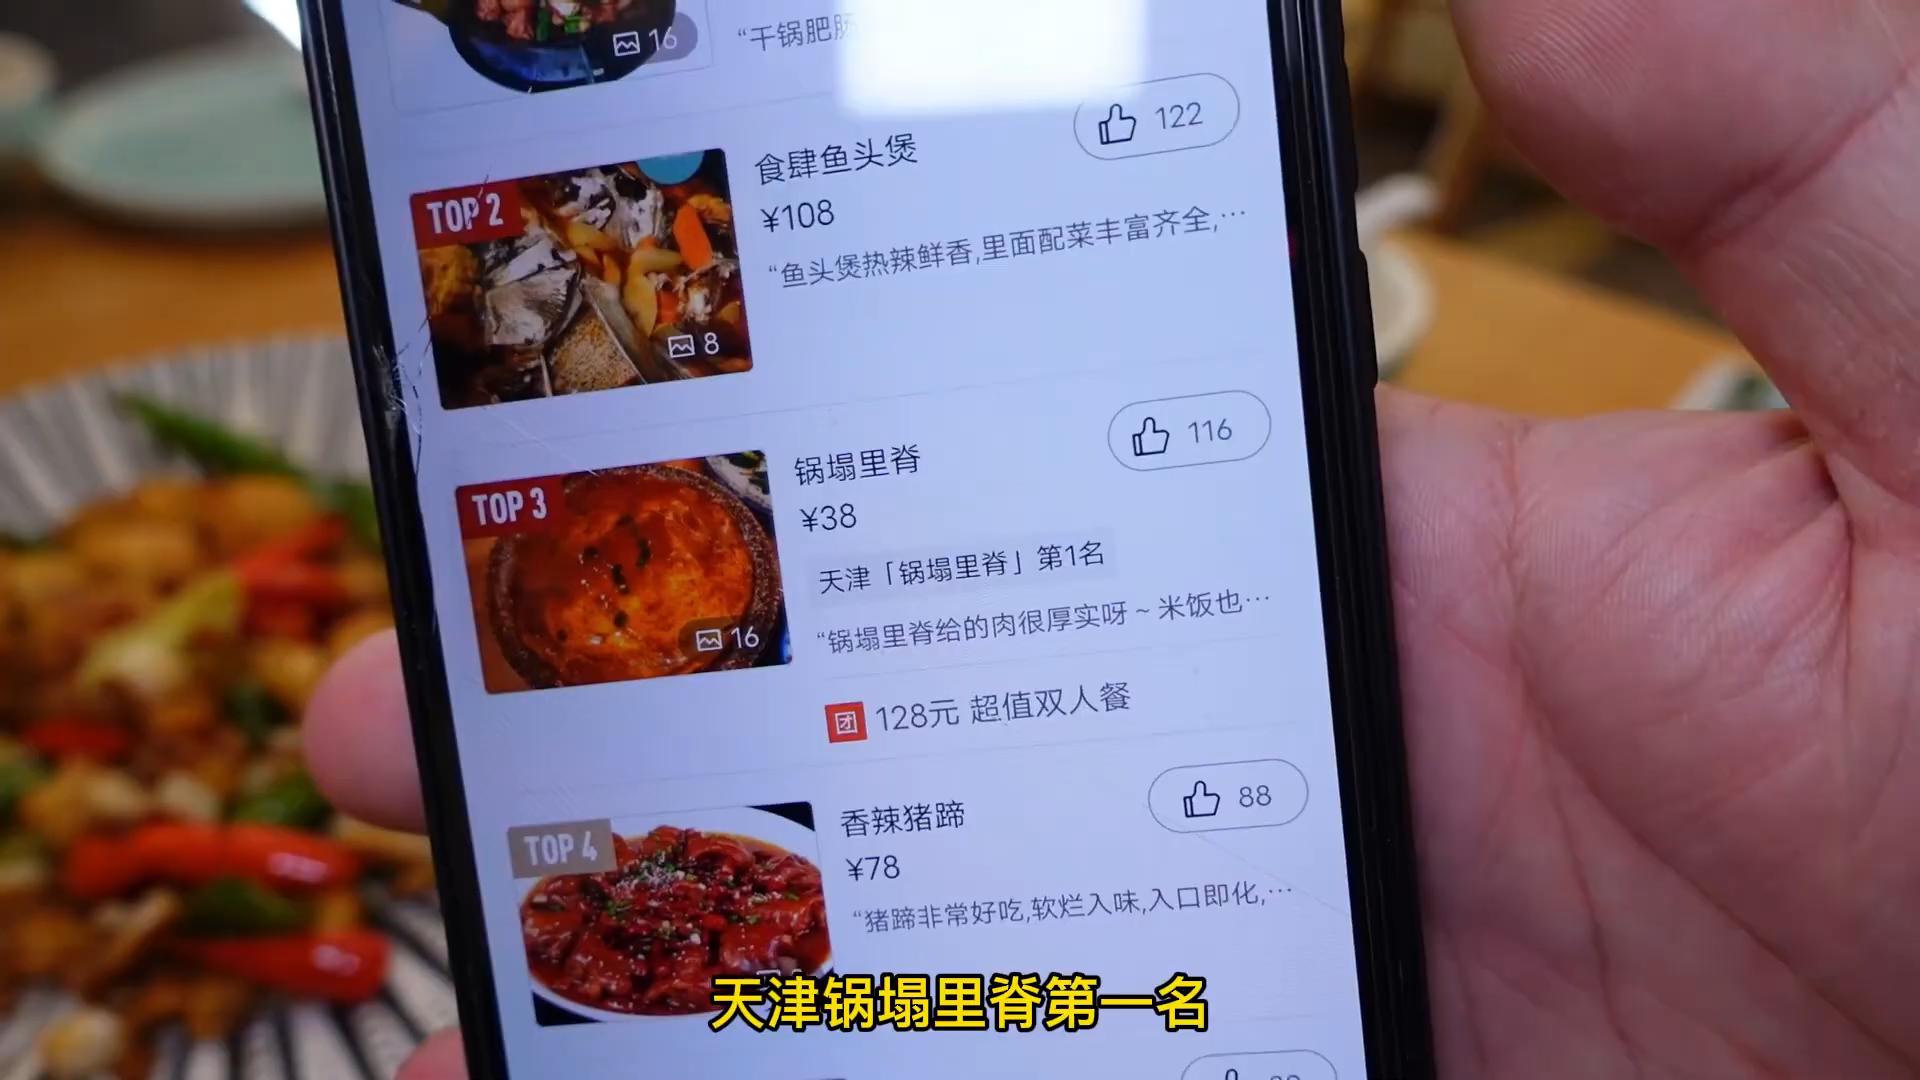 16
“干锅肥肠
122
食肆鱼头煲
TOP 2
¥108
“鱼头煲热辣鲜香,里面配菜丰富齐全,…
8
116
锅塌里脊
TOP 3
¥38
天津「锅塌里脊」第1名
“锅塌里脊给的肉很厚实呀~米饭也…
16
团 128元 超值双人餐
88
香辣猪蹄
TOP 4
¥78
“猪蹄非常好吃,软烂入味,入口即化,…
天津锅塌里脊第一名